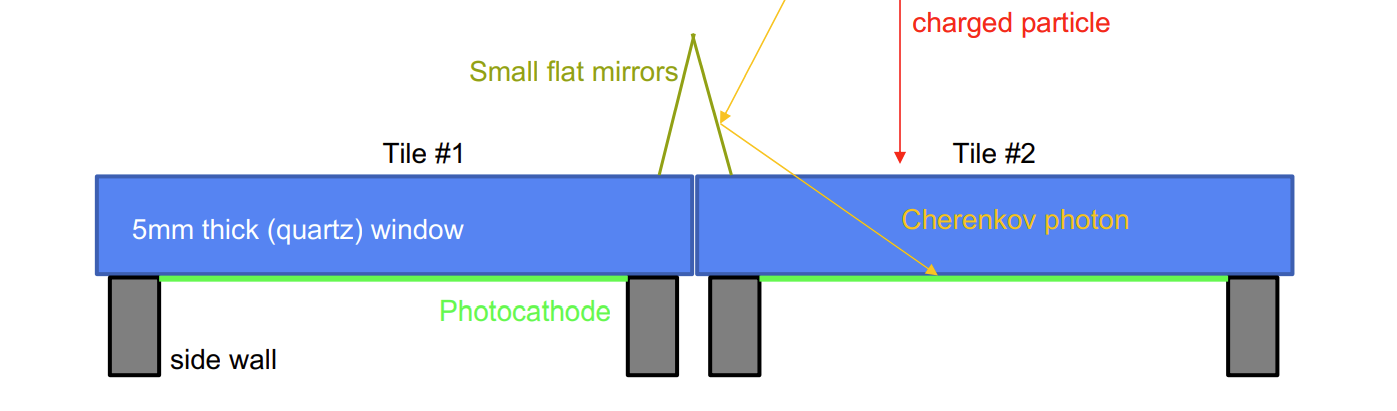 charged particle
Small flat mirrors
Tile #1
Tile #2
5mm thick (quartz) window
Cherenkov photon
Photocathode
side wall